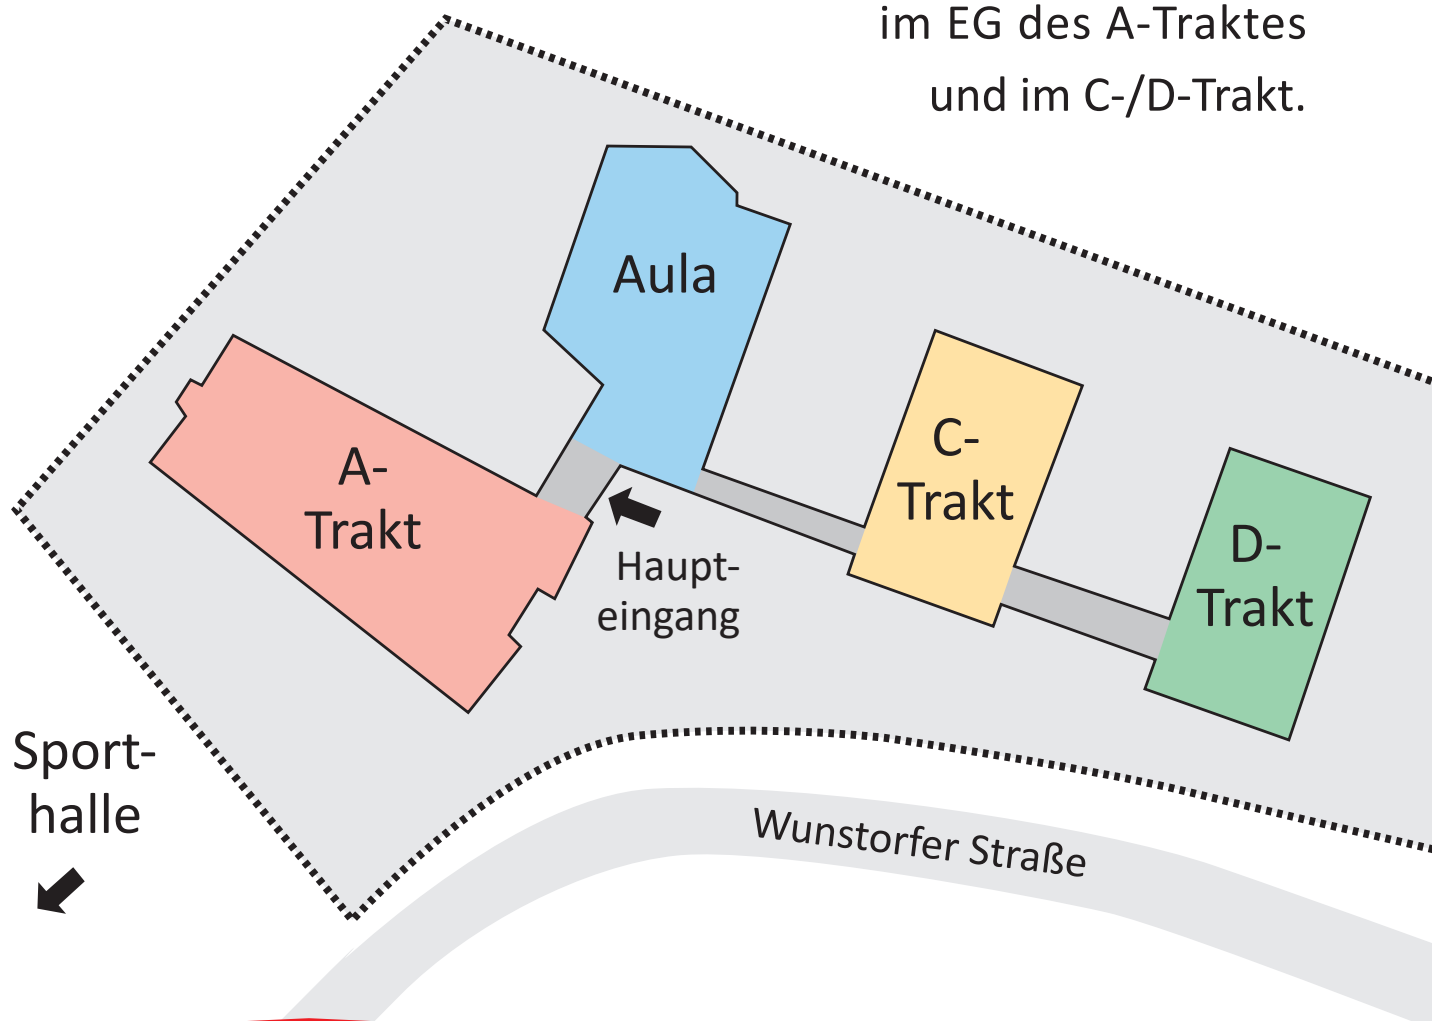 im EG des A-Traktes
und im C-/D-Trakt.
Aula
A-
Trakt
C-
Trakt
D-
Trakt
Haupt-
eingang
Sport-
halle
Wunstorfer Straße